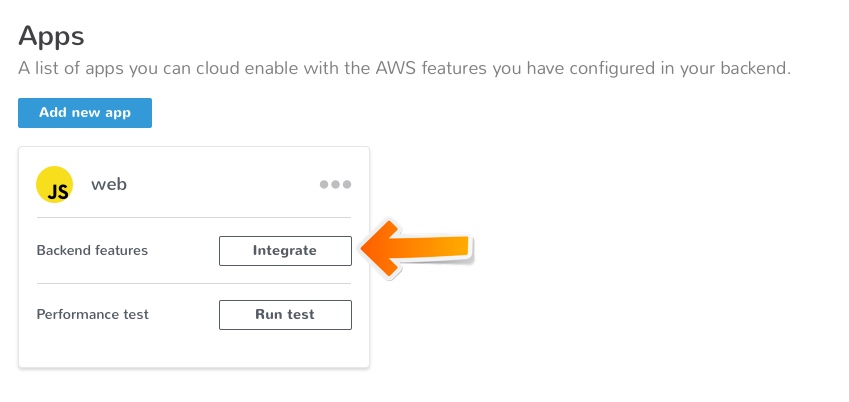 Apps
A list of apps you can cloud enable with the AWS features you have configured in your backend.
Add new app
JS web
Backend features Integrate
Performance test Run test